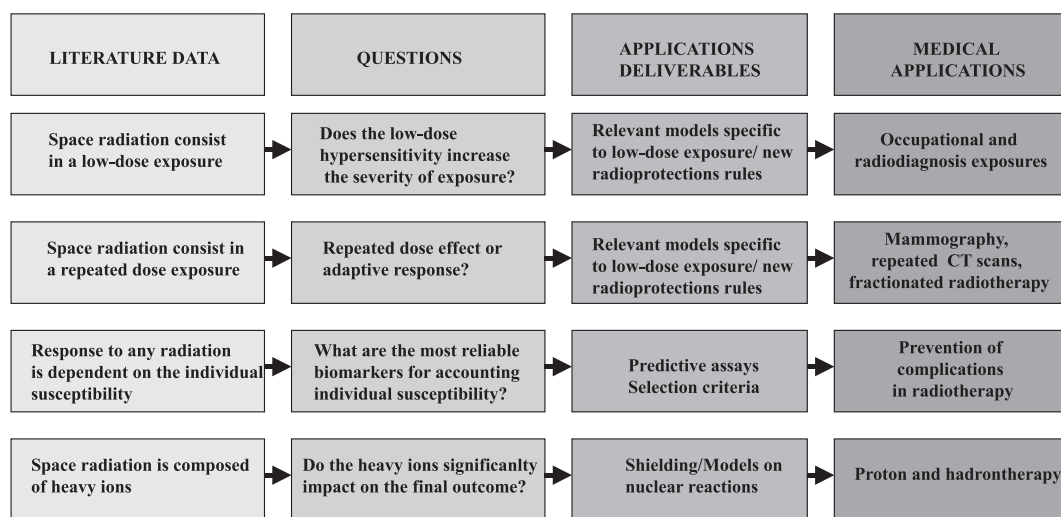 LITERATURE DATA
QUESTIONS
APPLICATIONS
DELIVERABLES
MEDICAL
APPLICATIONS
Space radiation consist
in a low-dose exposure
Does the low-dose
hypersensitivity increase
the severity of exposure?
Relevant models specific
to low-dose exposure/ new
radioprotections rules
Occupational and
radiodiagnosis exposures
Space radiation consist in
a repeated dose exposure
Repeated dose effect or
adaptive response?
Relevant models specific
to low-dose exposure/ new
radioprotections rules
Mammography,
repeated CT scans,
fractionated radiotherapy
Response to any radiation
is dependent on the individual
susceptibility
What are the most reliable
biomarkers for accounting
individual susceptibility?
Predictive assays
Selection criteria
Prevention of
complications
in radiotherapy
Space radiation is composed
of heavy ions
Do the heavy ions significanlty
impact on the final outcome?
Shielding/Models on
nuclear reactions
Proton and hadrontherapy